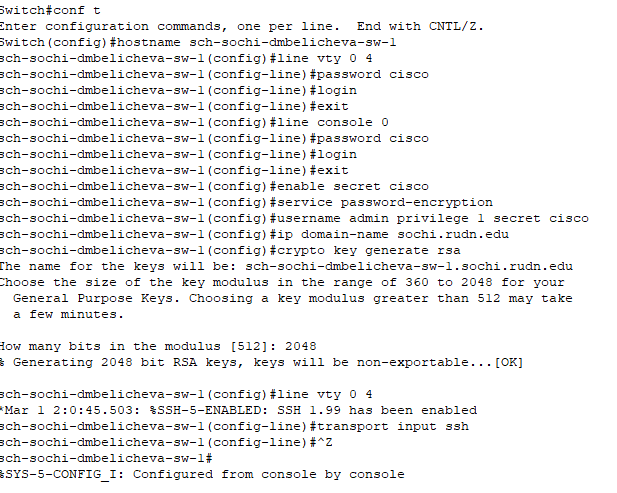 Switch#conf t
Enter configuration commands, one per line.  End with CNTL/Z.
Switch(config)#hostname sch-sochi-dmbelicheva-sw-1
sch-sochi-dmbelicheva-sw-1(config)#line vty 0 4
sch-sochi-dmbelicheva-sw-1(config-line)#password cisco
sch-sochi-dmbelicheva-sw-1(config-line)#login
sch-sochi-dmbelicheva-sw-1(config-line)#exit
sch-sochi-dmbelicheva-sw-1(config)#line console 0
sch-sochi-dmbelicheva-sw-1(config-line)#password cisco
sch-sochi-dmbelicheva-sw-1(config-line)#login
sch-sochi-dmbelicheva-sw-1(config-line)#exit
sch-sochi-dmbelicheva-sw-1(config)#enable secret cisco
sch-sochi-dmbelicheva-sw-1(config)#service password-encryption
sch-sochi-dmbelicheva-sw-1(config)#username admin privilege 1 secret cisco
sch-sochi-dmbelicheva-sw-1(config)#ip domain-name sochi.rudn.edu
sch-sochi-dmbelicheva-sw-1(config)#crypto key generate rsa
The name for the keys will be: sch-sochi-dmbelicheva-sw-1.sochi.rudn.edu
Choose the size of the key modulus in the range of 360 to 2048 for your
  General Purpose Keys. Choosing a key modulus greater than 512 may take
  a few minutes.
How many bits in the modulus [512]: 2048
% Generating 2048 bit RSA keys, keys will be non-exportable...[OK]
sch-sochi-dmbelicheva-sw-1(config)#line vty 0 4
*Mar 1 2:0:45.503: %SSH-5-ENABLED: SSH 1.99 has been enabled
sch-sochi-dmbelicheva-sw-1(config-line)#transport input ssh
sch-sochi-dmbelicheva-sw-1(config-line)#^Z
sch-sochi-dmbelicheva-sw-1#
%SYS-5-CONFIG_I: Configured from console by console